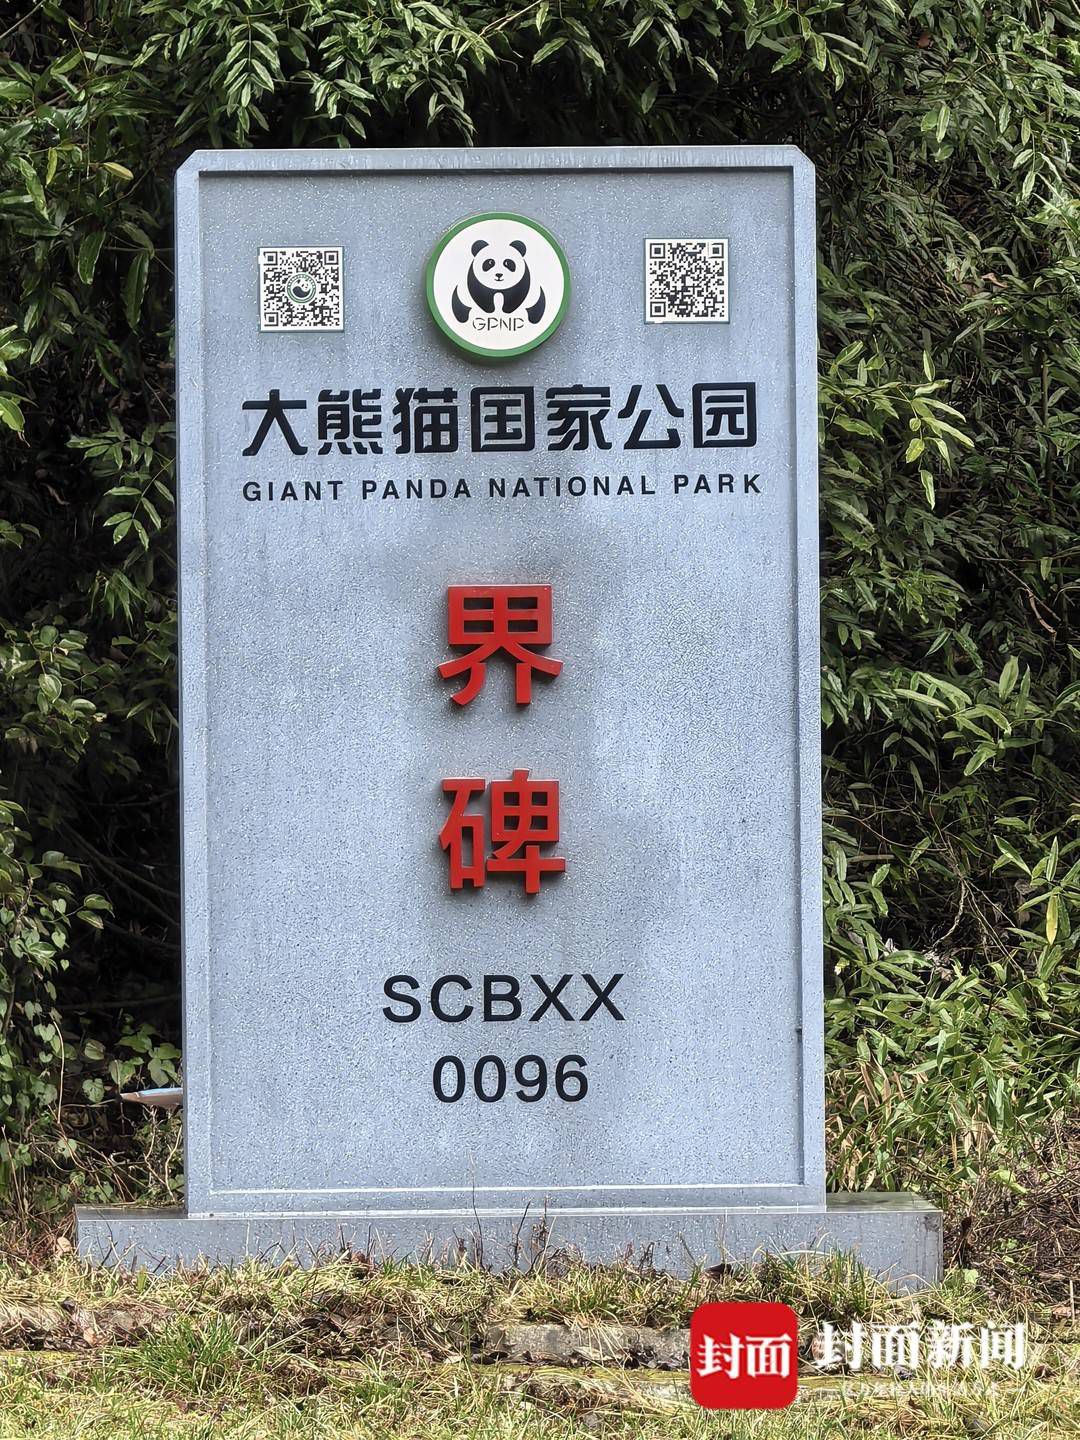 GPNP
大熊猫国家公园
GIANT PANDA NATIONAL PARK
界
碑
SCBXX
0096
封面
封面新闻